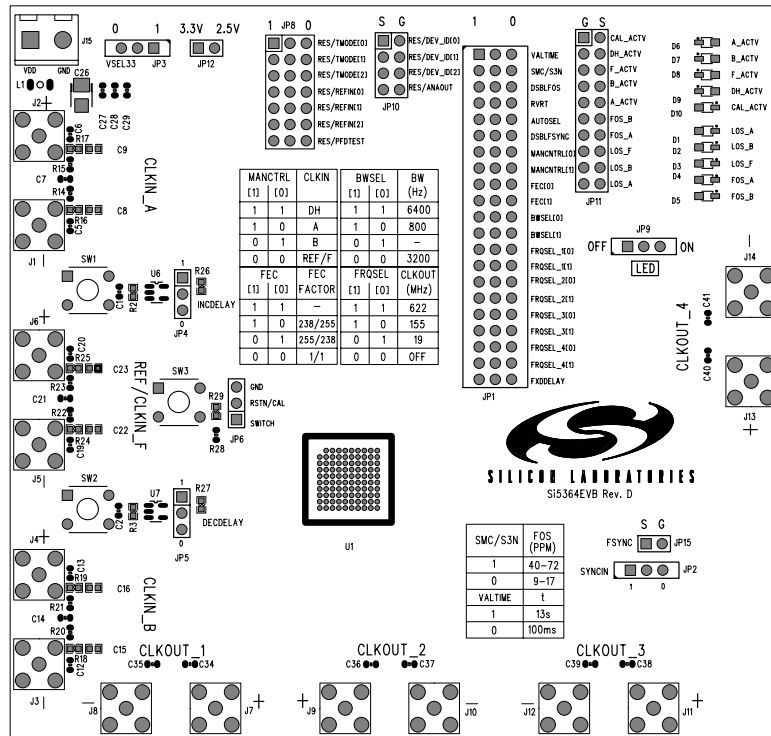 0 1
3.3V 2.5V
1 JP8 0
S G
1 0
G S
J15
VSEL33 JP3
JP12
VDD GND
L1
C26
J2
+
C27
C28
C29
RES/TMODE[0]
RES/TMODE[1]
RES/TMODE[2]
RES/REFIN[0]
RES/REFIN[1]
RES/REFIN[2]
RES/PFDTEST
RES/DEV_ID[0]
RES/DEV_ID[1]
RES/DEV_ID[2]
RES/ANAOUT
JP10
VALTIME
SMC/S3N
DSBLFOS
RVRT
AUTOSEL
DSBLFSYNC
MANCNTRL[0]
MANCNTRL[1]
FEC[0]
FEC[1]
BWSEL[0]
BWSEL[1]
FRQSEL_1[0]
FRQSEL_1[1]
FRQSEL_2[0]
FRQSEL_2[1]
FRQSEL_3[0]
FRQSEL_3[1]
FRQSEL_4[0]
FRQSEL_4[1]
FXDDELAY
JP1
CAL_ACTV
DH_ACTV
F_ACTV
B_ACTV
A_ACTV
FOS_B
FOS_A
LOS_F
LOS_B
LOS_A
JP11
D6 A_ACTV
D7 B_ACTV
D8 F_ACTV
DH_ACTV
D9
CAL_ACTV
D10
D1 LOS_A
D2 LOS_B
D3 LOS_F
D4
FOS_A
D5 FOS_B
C6
R17
C9
R15
C7
R14
C8
R16
C5
CLKIN_A
J1
MANCTRL CLKIN BWSEL BW
[1] [0] [1] [0] (Hz)
1 1 DH 1 1 6400
1 0 A 1 0 800
0 1 B 0 1 –
0 0 REF/F 0 0 3200
FEC FEC FRQSEL CLKOUT
[1] [0] FACTOR [1] [0] (MHz)
1 1 – 1 1 622
1 0 238/255 1 0 155
0 1 255/238 0 1 19
0 0 1/1 0 0 OFF
JP9
OFF ON
LED
J14
C41
C40
CLKOUT_4
J13
+
SW1
U6
1
R26
C1
R2
INCDELAY
0
JP4
+
J6
C20
R25
C23
R23
C21
R22
C22
R24
C19
REF/CLKIN_F
J5
SW3
R29
R28
GND
RSTN/CAL
SWITCH
JP6
SILICON LABORATORIES
Si5364EVB Rev. D
U1
SW2
U7
1
R27
C2
R3
DECDELAY
0
JP5
J4
+
C13
R19
C16
R21
C14
R20
C15
R18
C12
CLKIN_B
J3
SMC/S3N FOS
(PPM)
1 40–72
0 9–17
VALTIME t
1 13s
0 100ms
S G
FSYNC JP15
SYNCIN JP2
1 0
CLKOUT_1
C35 C34
J8 J7 +
CLKOUT_2
C36 C37
+ J9 J10
CLKOUT_3
C39 C38
J12 J11 +